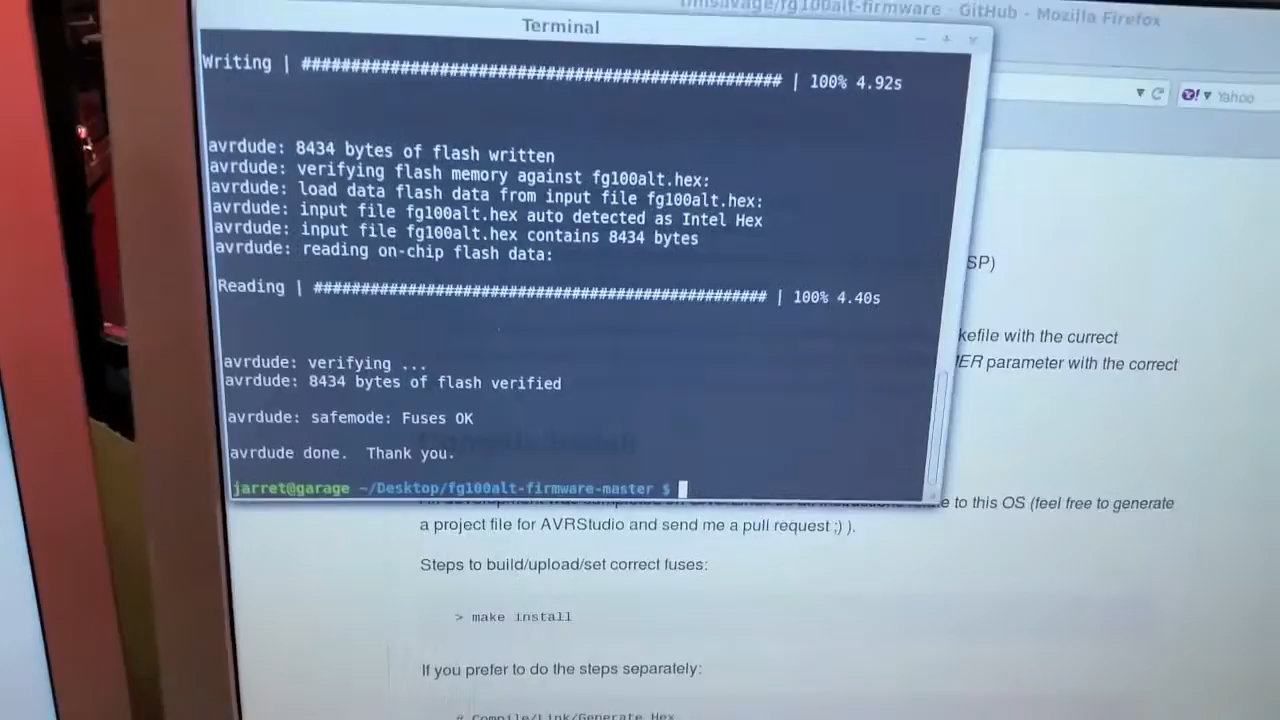 timsavage/fg100alt-firmware · GitHub - Mozilla Firefox
Terminal
Yahoo
Writing | ################################################## | 100% 4.92s
avrdude: 8434 bytes of flash written
avrdude: verifying flash memory against fg100alt.hex:
avrdude: load data flash data from input file fg100alt.hex:
avrdude: input file fg100alt.hex auto detected as Intel Hex
avrdude: input file fg100alt.hex contains 8434 bytes
avrdude: reading on-chip flash data:
Reading | ################################################## | 100% 4.40s
avrdude: verifying ...
avrdude: 8434 bytes of flash verified
avrdude: safemode: Fuses OK
avrdude done.  Thank you.
jarret@garage ~/Desktop/fg100alt-firmware-master $
SP)
kefile with the currect
ER parameter with the correct
to this OS (feel free to generate
a project file for AVRStudio and send me a pull request ;) ).
Steps to build/upload/set correct fuses:
> make install
If you prefer to do the steps separately:
# Compile/Link/Generate Hex